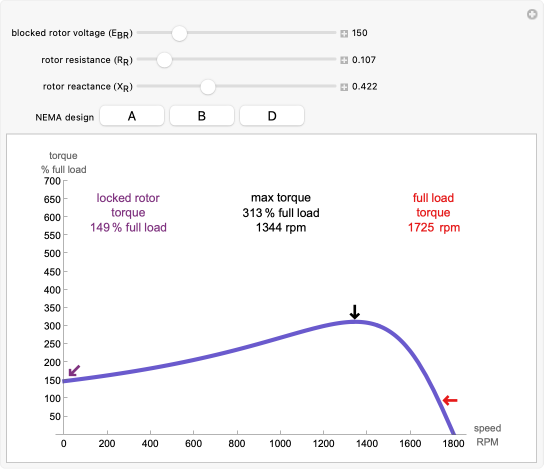 blocked rotor voltage (EBR) 150
rotor resistance (RR) 0.107
rotor reactance (XR) 0.422
NEMA design A B D
torque
% full load
700
650
600
550
500
450
400
350
300
250
200
150
100
50
locked rotor
torque
149 % full load
max torque
313 % full load
1344 rpm
full load
torque
1725 rpm
0 200 400 600 800 1000 1200 1400 1600 1800
speed
RPM